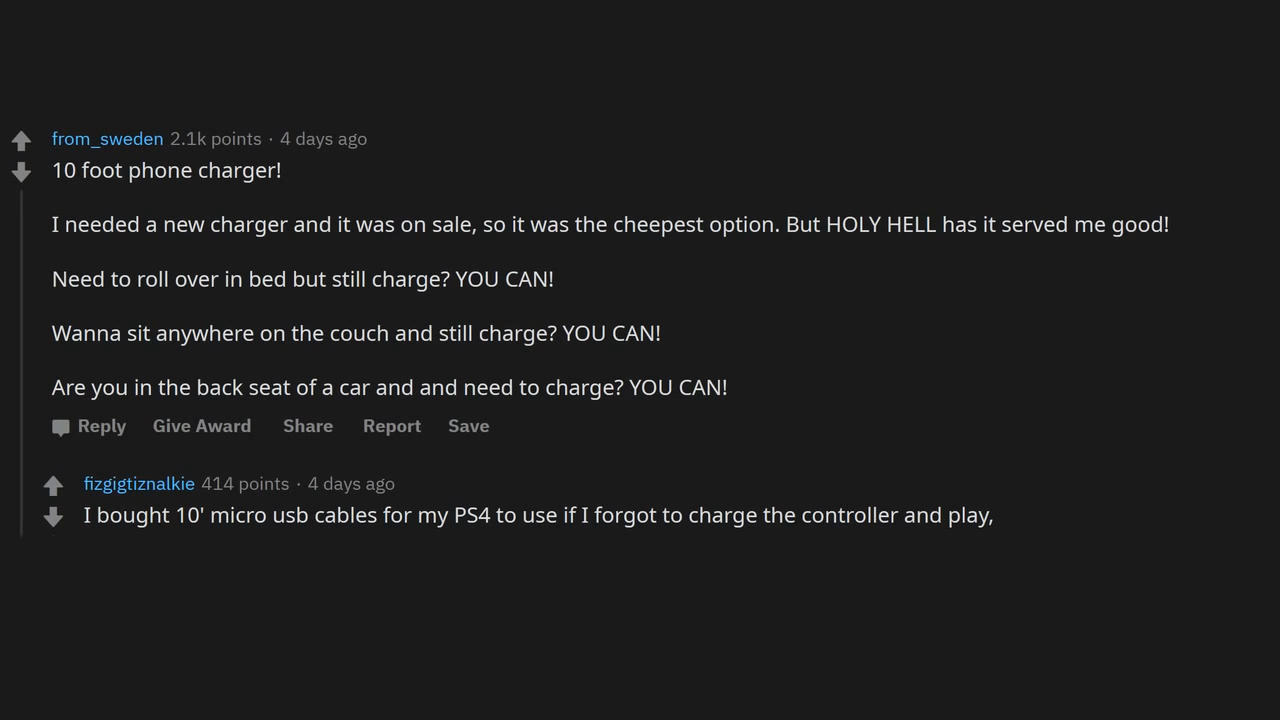 from_sweden 2.1k points · 4 days ago
10 foot phone charger!
I needed a new charger and it was on sale, so it was the cheepest option. But HOLY HELL has it served me good!
Need to roll over in bed but still charge? YOU CAN!
Wanna sit anywhere on the couch and still charge? YOU CAN!
Are you in the back seat of a car and and need to charge? YOU CAN!
Reply Give Award Share Report Save
fizgigtiznalkie 414 points · 4 days ago
I bought 10' micro usb cables for my PS4 to use if I forgot to charge the controller and play,